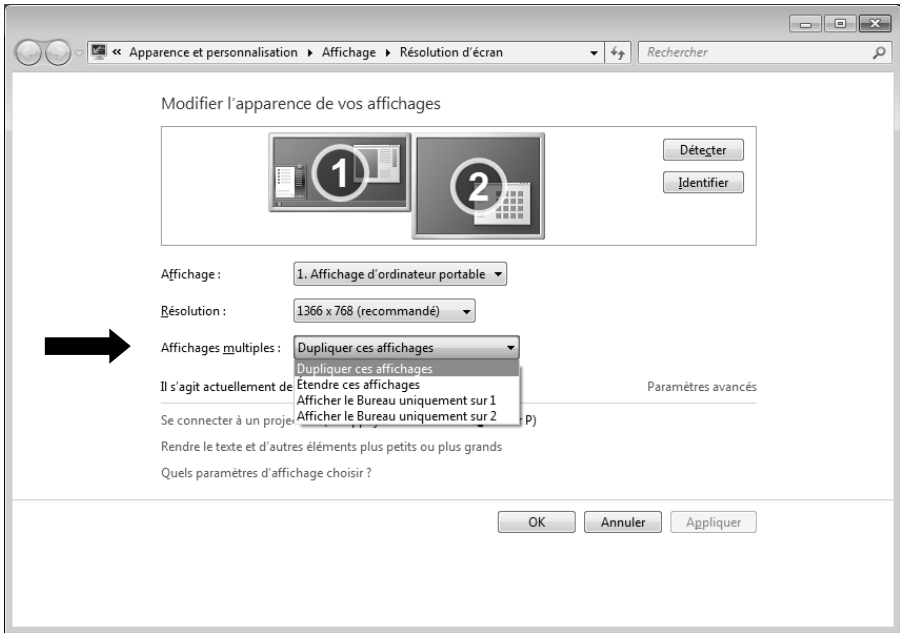 « Apparence et personnalisation Affichage Résolution d'écran Rechercher
Modifier l'apparence de vos affichages
1 2
Détecter
Identifier
Affichage : 1. Affichage d'ordinateur portable
Résolution : 1366 x 768 (recommandé)
Affichages multiples : Dupliquer ces affichages
Dupliquer ces affichages
Il s'agit actuellement de Étendre ces affichages Paramètres avancés
Afficher le Bureau uniquement sur 1
Se connecter à un proje Afficher le Bureau uniquement sur 2 P)
Rendre le texte et d'autres éléments plus petits ou plus grands
Quels paramètres d'affichage choisir ?
OK Annuler Appliquer